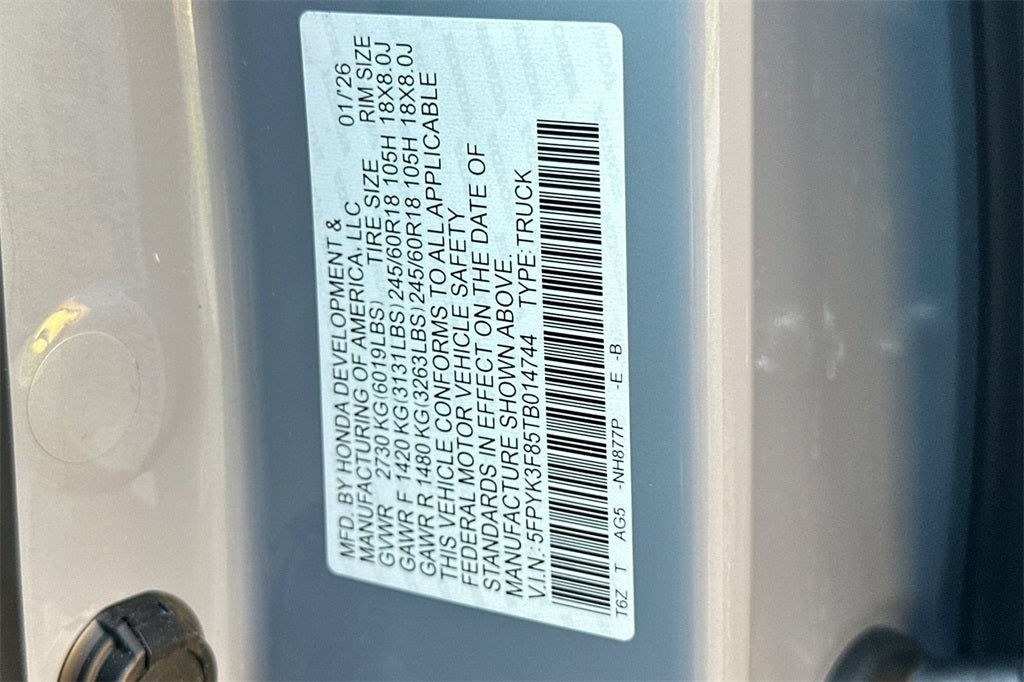 MFD. BY HONDA DEVELOPMENT &
MANUFACTURING OF AMERICA, LLC 01/'26
GVWR 2730 KG(6019LBS) TIRE SIZE RIM SIZE
GAWR F 1420 KG(3131LBS) 245/60R18 105H 18X8.0J
GAWR R 1480 KG(3263LBS) 245/60R18 105H 18X8.0J
THIS VEHICLE CONFORMS TO ALL APPLICABLE
FEDERAL MOTOR VEHICLE SAFETY
STANDARDS IN EFFECT ON THE DATE OF
MANUFACTURE SHOWN ABOVE.
V.I.N.: 5FPYK3F85TB014744 TYPE: TRUCK
T6Z T AG5 -NH877P -E -B